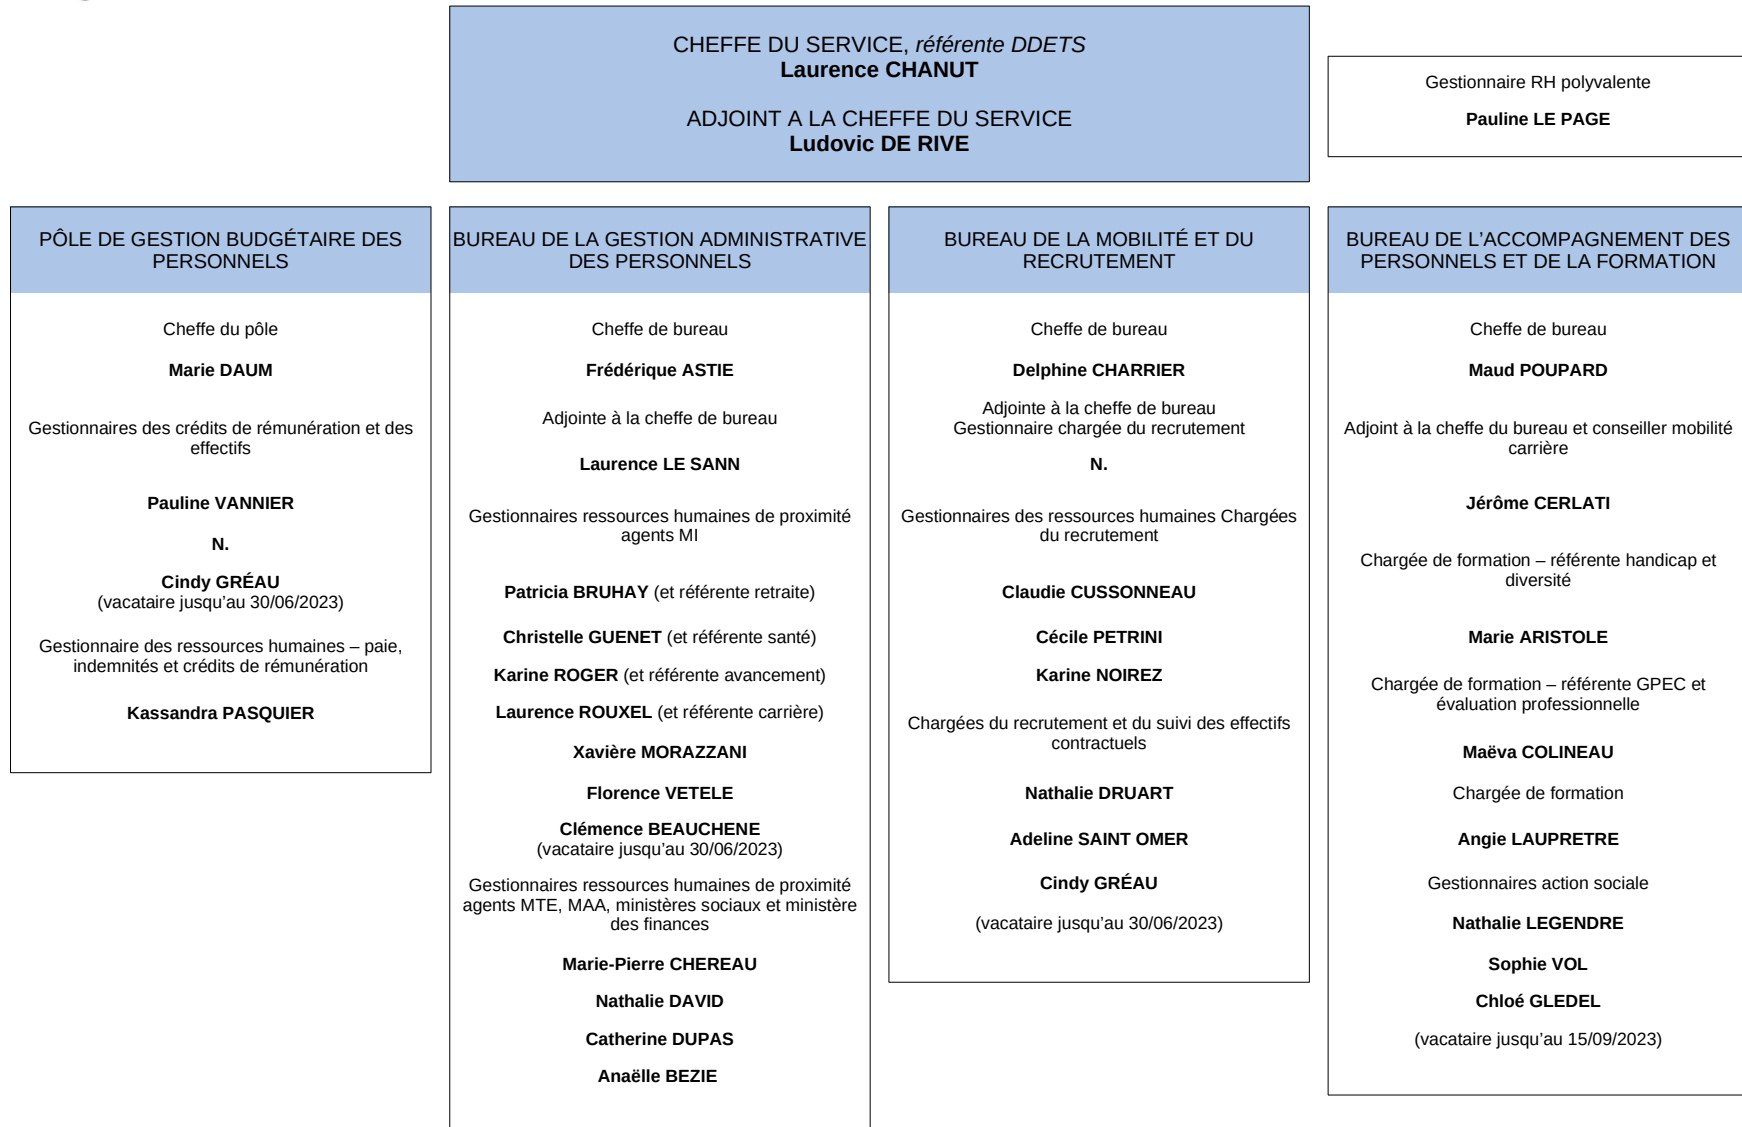 CHEFFE DU SERVICE, référente DDETS
Laurence CHANUT
ADJOINT A LA CHEFFE DU SERVICE
Ludovic DE RIVE
Gestionnaire RH polyvalente
Pauline LE PAGE
PÔLE DE GESTION BUDGÉTAIRE DES
PERSONNELS
Cheffe du pôle
Marie DAUM
Gestionnaires des crédits de rémunération et des
effectifs
Pauline VANNIER
N.
Cindy GRÉAU
(vacataire jusqu'au 30/06/2023)
Gestionnaire des ressources humaines – paie,
indemnités et crédits de rémunération
Kassandra PASQUIER
BUREAU DE LA GESTION ADMINISTRATIVE
DES PERSONNELS
Cheffe de bureau
Frédérique ASTIE
Adjointe à la cheffe de bureau
Laurence LE SANN
Gestionnaires ressources humaines de proximité
agents MI
Patricia BRUHAY (et référente retraite)
Christelle GUENET (et référente santé)
Karine ROGER (et référente avancement)
Laurence ROUXEL (et référente carrière)
Xavière MORAZZANI
Florence VETELE
Clémence BEAUCHENE
(vacataire jusqu'au 30/06/2023)
Gestionnaires ressources humaines de proximité
agents MTE, MAA, ministères sociaux et ministère
des finances
Marie-Pierre CHEREAU
Nathalie DAVID
Catherine DUPAS
Anaëlle BEZIE
BUREAU DE LA MOBILITÉ ET DU
RECRUTEMENT
Cheffe de bureau
Delphine CHARRIER
Adjointe à la cheffe de bureau
Gestionnaire chargée du recrutement
N.
Gestionnaires des ressources humaines Chargées
du recrutement
Claudie CUSSONNEAU
Cécile PETRINI
Karine NOIREZ
Chargées du recrutement et du suivi des effectifs
contractuels
Nathalie DRUART
Adeline SAINT OMER
Cindy GRÉAU
(vacataire jusqu'au 30/06/2023)
BUREAU DE L'ACCOMPAGNEMENT DES
PERSONNELS ET DE LA FORMATION
Cheffe de bureau
Maud POUPARD
Adjoint à la cheffe du bureau et conseiller mobilité
carrière
Jérôme CERLATI
Chargée de formation – référente handicap et
diversité
Marie ARISTOLE
Chargée de formation – référente GPEC et
évaluation professionnelle
Maëva COLINEAU
Chargée de formation
Angie LAUPRETRE
Gestionnaires action sociale
Nathalie LEGENDRE
Sophie VOL
Chloé GLEDEL
(vacataire jusqu'au 15/09/2023)